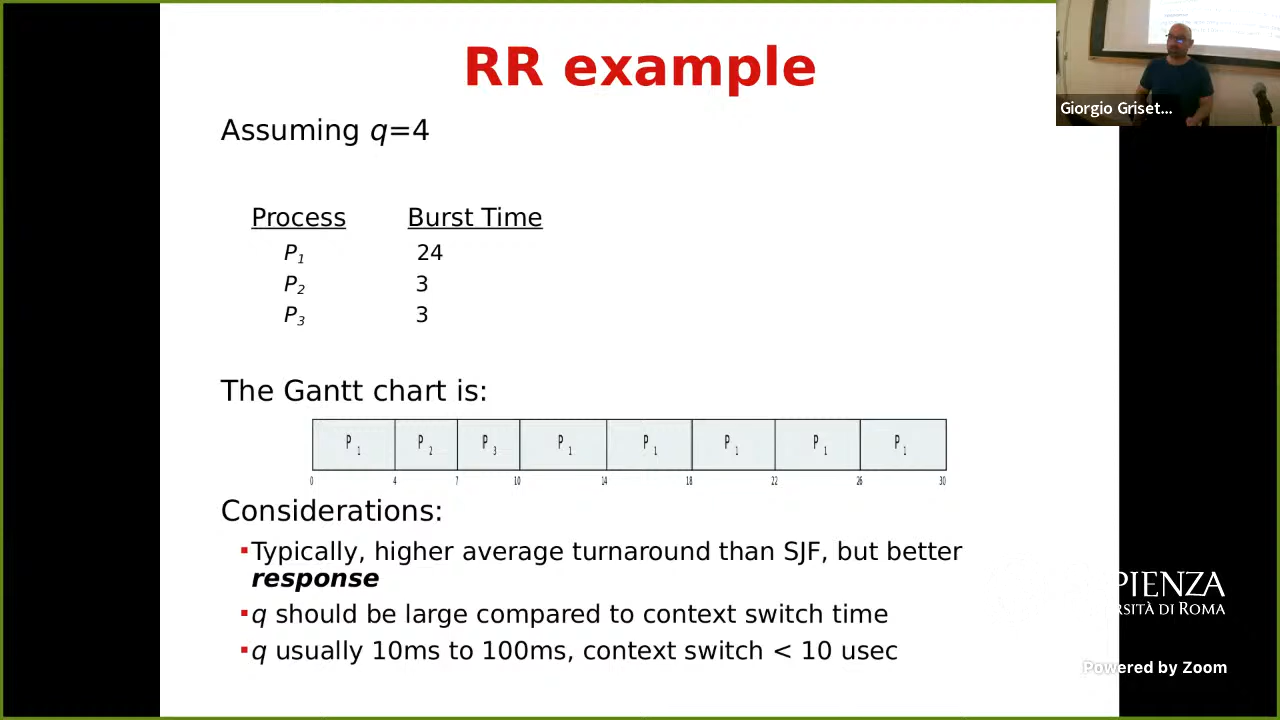 RR example
Giorgio Griset...
Assuming q=4
Process Burst Time
P1 24
P2 3
P3 3
The Gantt chart is:
P1 P2 P3 P1 P1 P1 P1 P1
0 4 7 10 14 18 22 26 30
Considerations:
▪Typically, higher average turnaround than SJF, but better
response
▪q should be large compared to context switch time
▪q usually 10ms to 100ms, context switch < 10 usec
PIENZA
RSITÀ DI ROMA
Powered by Zoom